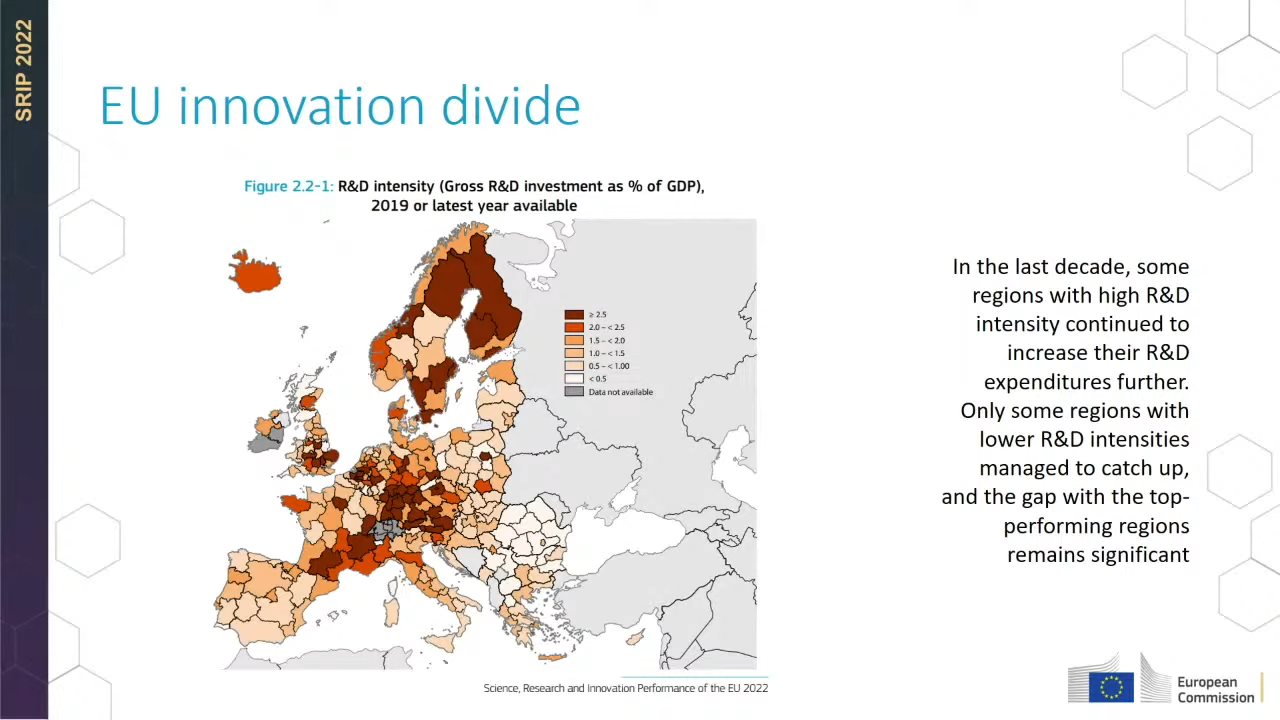 SRIP 2022
EU innovation divide
Figure 2.2-1: R&D intensity (Gross R&D investment as % of GDP),
2019 or latest year available
≥ 2.5
2.0 – < 2.5
1.5 – < 2.0
1.0 – < 1.5
0.5 – < 1.00
< 0.5
Data not available
In the last decade, some
regions with high R&D
intensity continued to
increase their R&D
expenditures further.
Only some regions with
lower R&D intensities
managed to catch up,
and the gap with the top-
performing regions
remains significant
Science, Research and Innovation Performance of the EU 2022
European
Commission